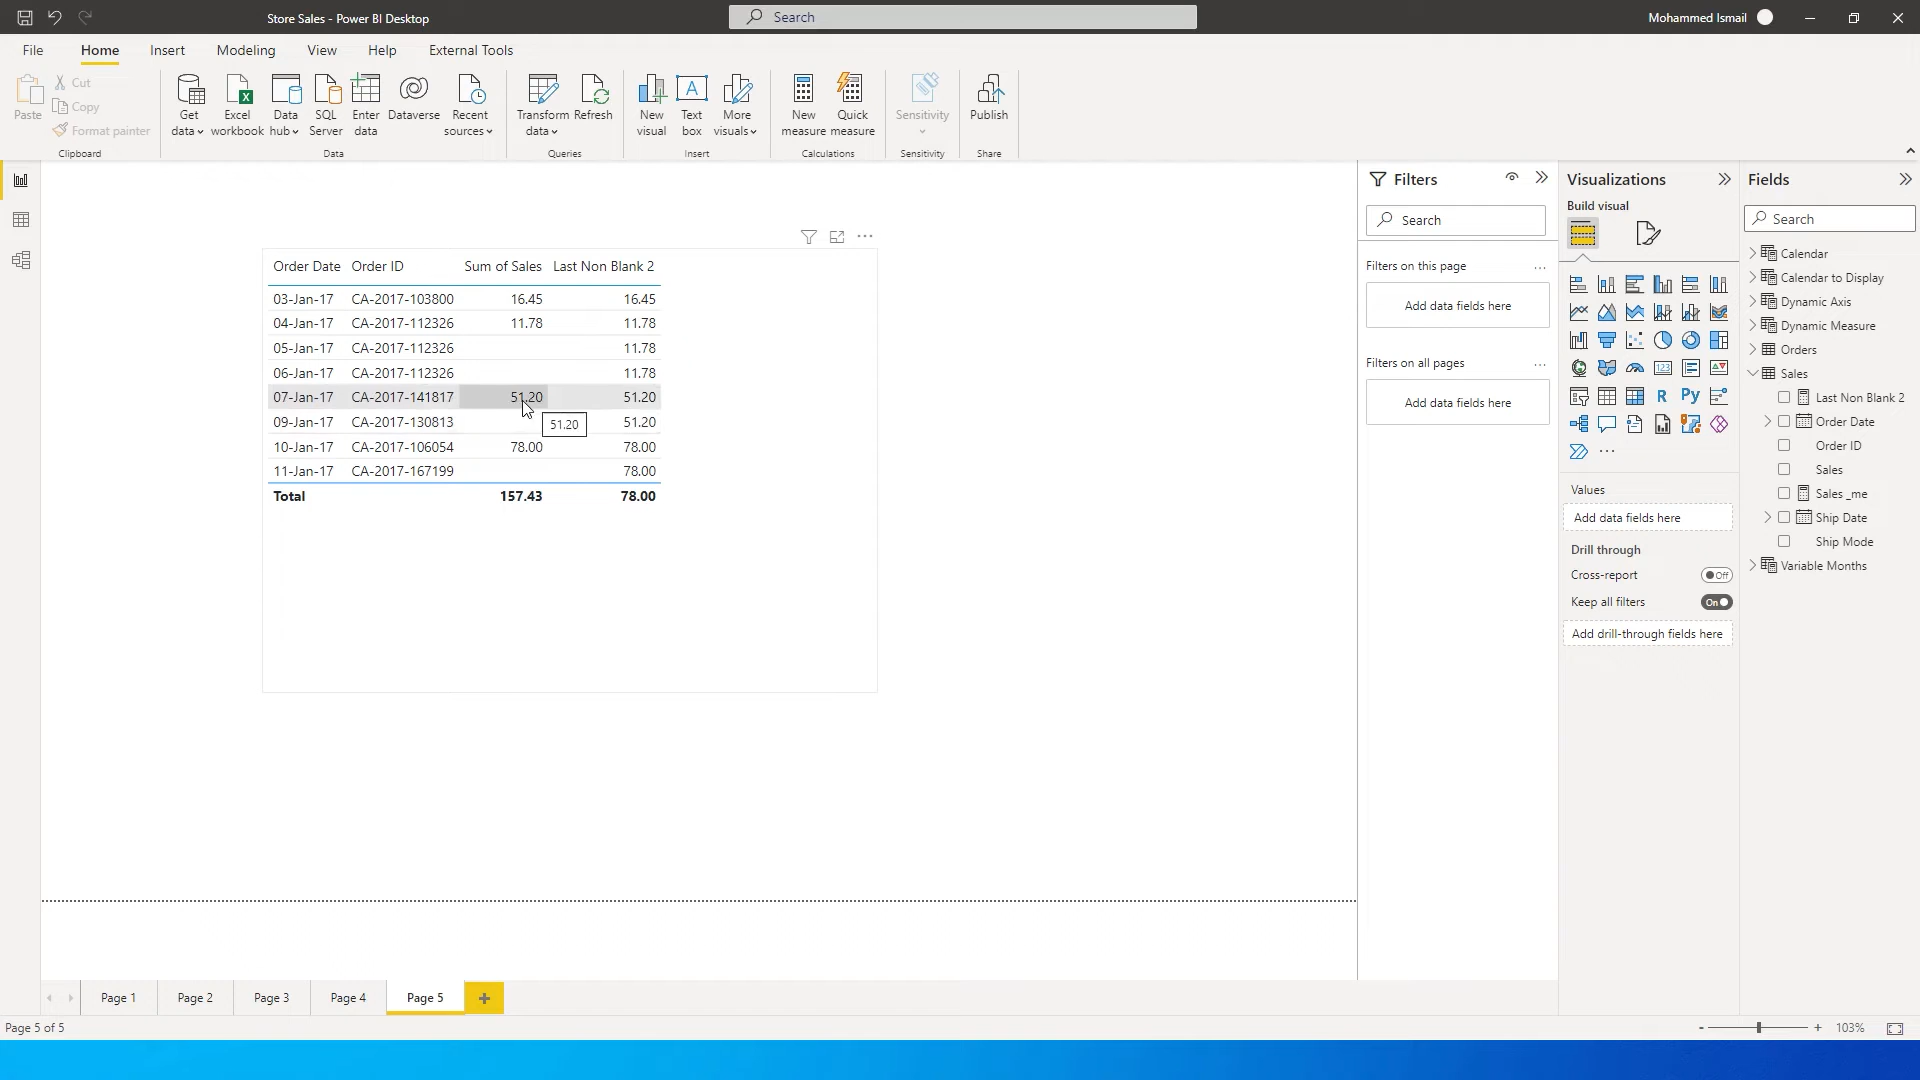 Store Sales - Power BI Desktop
Search
Mohammed Ismail
File
Home
Insert
Modeling
View
Help
External Tools
Paste
Cut
Copy
Format painter
Get data
Excel workbook
Data hub
SQL Server
Enter data
Dataverse
Recent sources
Transform data
Refresh
New visual
Text box
More visuals
New measure
Quick measure
Sensitivity
Publish
Clipboard
Data
Queries
Insert
Calculations
Sensitivity
Share
Order Date Order ID Sum of Sales Last Non Blank 2
03-Jan-17 CA-2017-103800 16.45 16.45
04-Jan-17 CA-2017-112326 11.78 11.78
05-Jan-17 CA-2017-112326 11.78
06-Jan-17 CA-2017-112326 11.78
07-Jan-17 CA-2017-141817 51.20 51.20
09-Jan-17 CA-2017-130813 51.20
10-Jan-17 CA-2017-106054 78.00 78.00
11-Jan-17 CA-2017-167199 78.00
Total 157.43 78.00
51.20
Filters
Search
Filters on this page
Add data fields here
Filters on all pages
Add data fields here
Visualizations
Build visual
123
R
Py
Values
Add data fields here
Drill through
Cross-report
Off
Keep all filters
On
Add drill-through fields here
Fields
Search
Calendar
Calendar to Display
Dynamic Axis
Dynamic Measure
Orders
Sales
Last Non Blank 2
Order Date
Order ID
Sales
Sales _me
Ship Date
Ship Mode
Variable Months
Page 1
Page 2
Page 3
Page 4
Page 5
Page 5 of 5
- + 103%